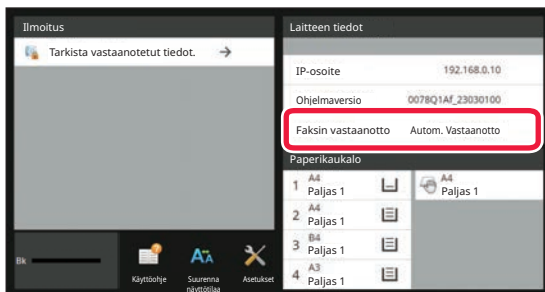 Ilmoitus
Tarkista vastaanotetut tiedot.
Bk
Käyttöohje
Suurenna näyttötilaa
Asetukset
Laitteen tiedot
IP-osoite 192.168.0.10
Ohjelmaversio 0078Q1Af_23030100
Faksin vastaanotto Autom. Vastaanotto
Paperikaukalo
1 A4
Paljas 1
A4
Paljas 1
2 A4
Paljas 1
3 B4
Paljas 1
4 A3
Paljas 1